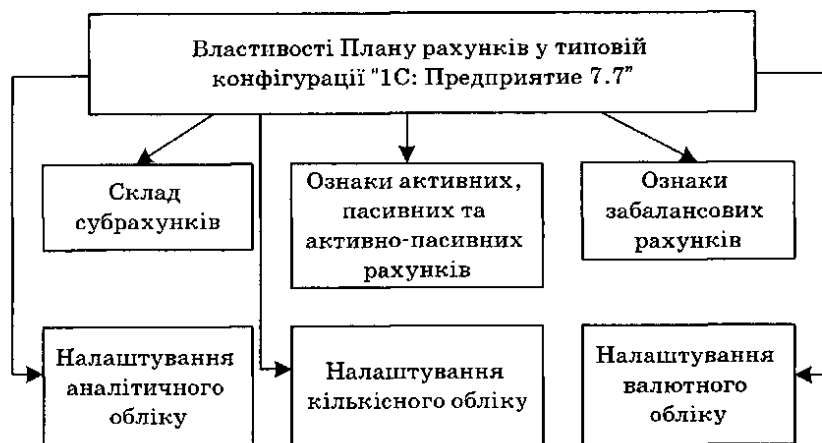 Властивості Плану рахунків у типовій
конфігурації "1С: Предприятие 7.7"
Склад
субрахунків
Ознаки активних,
пасивних та
активно-пасивних
рахунків
Ознаки
забалансових
рахунків
Налаштування
аналітичного
обліку
Налаштування
кількісного обліку
Налаштування
валютного
обліку